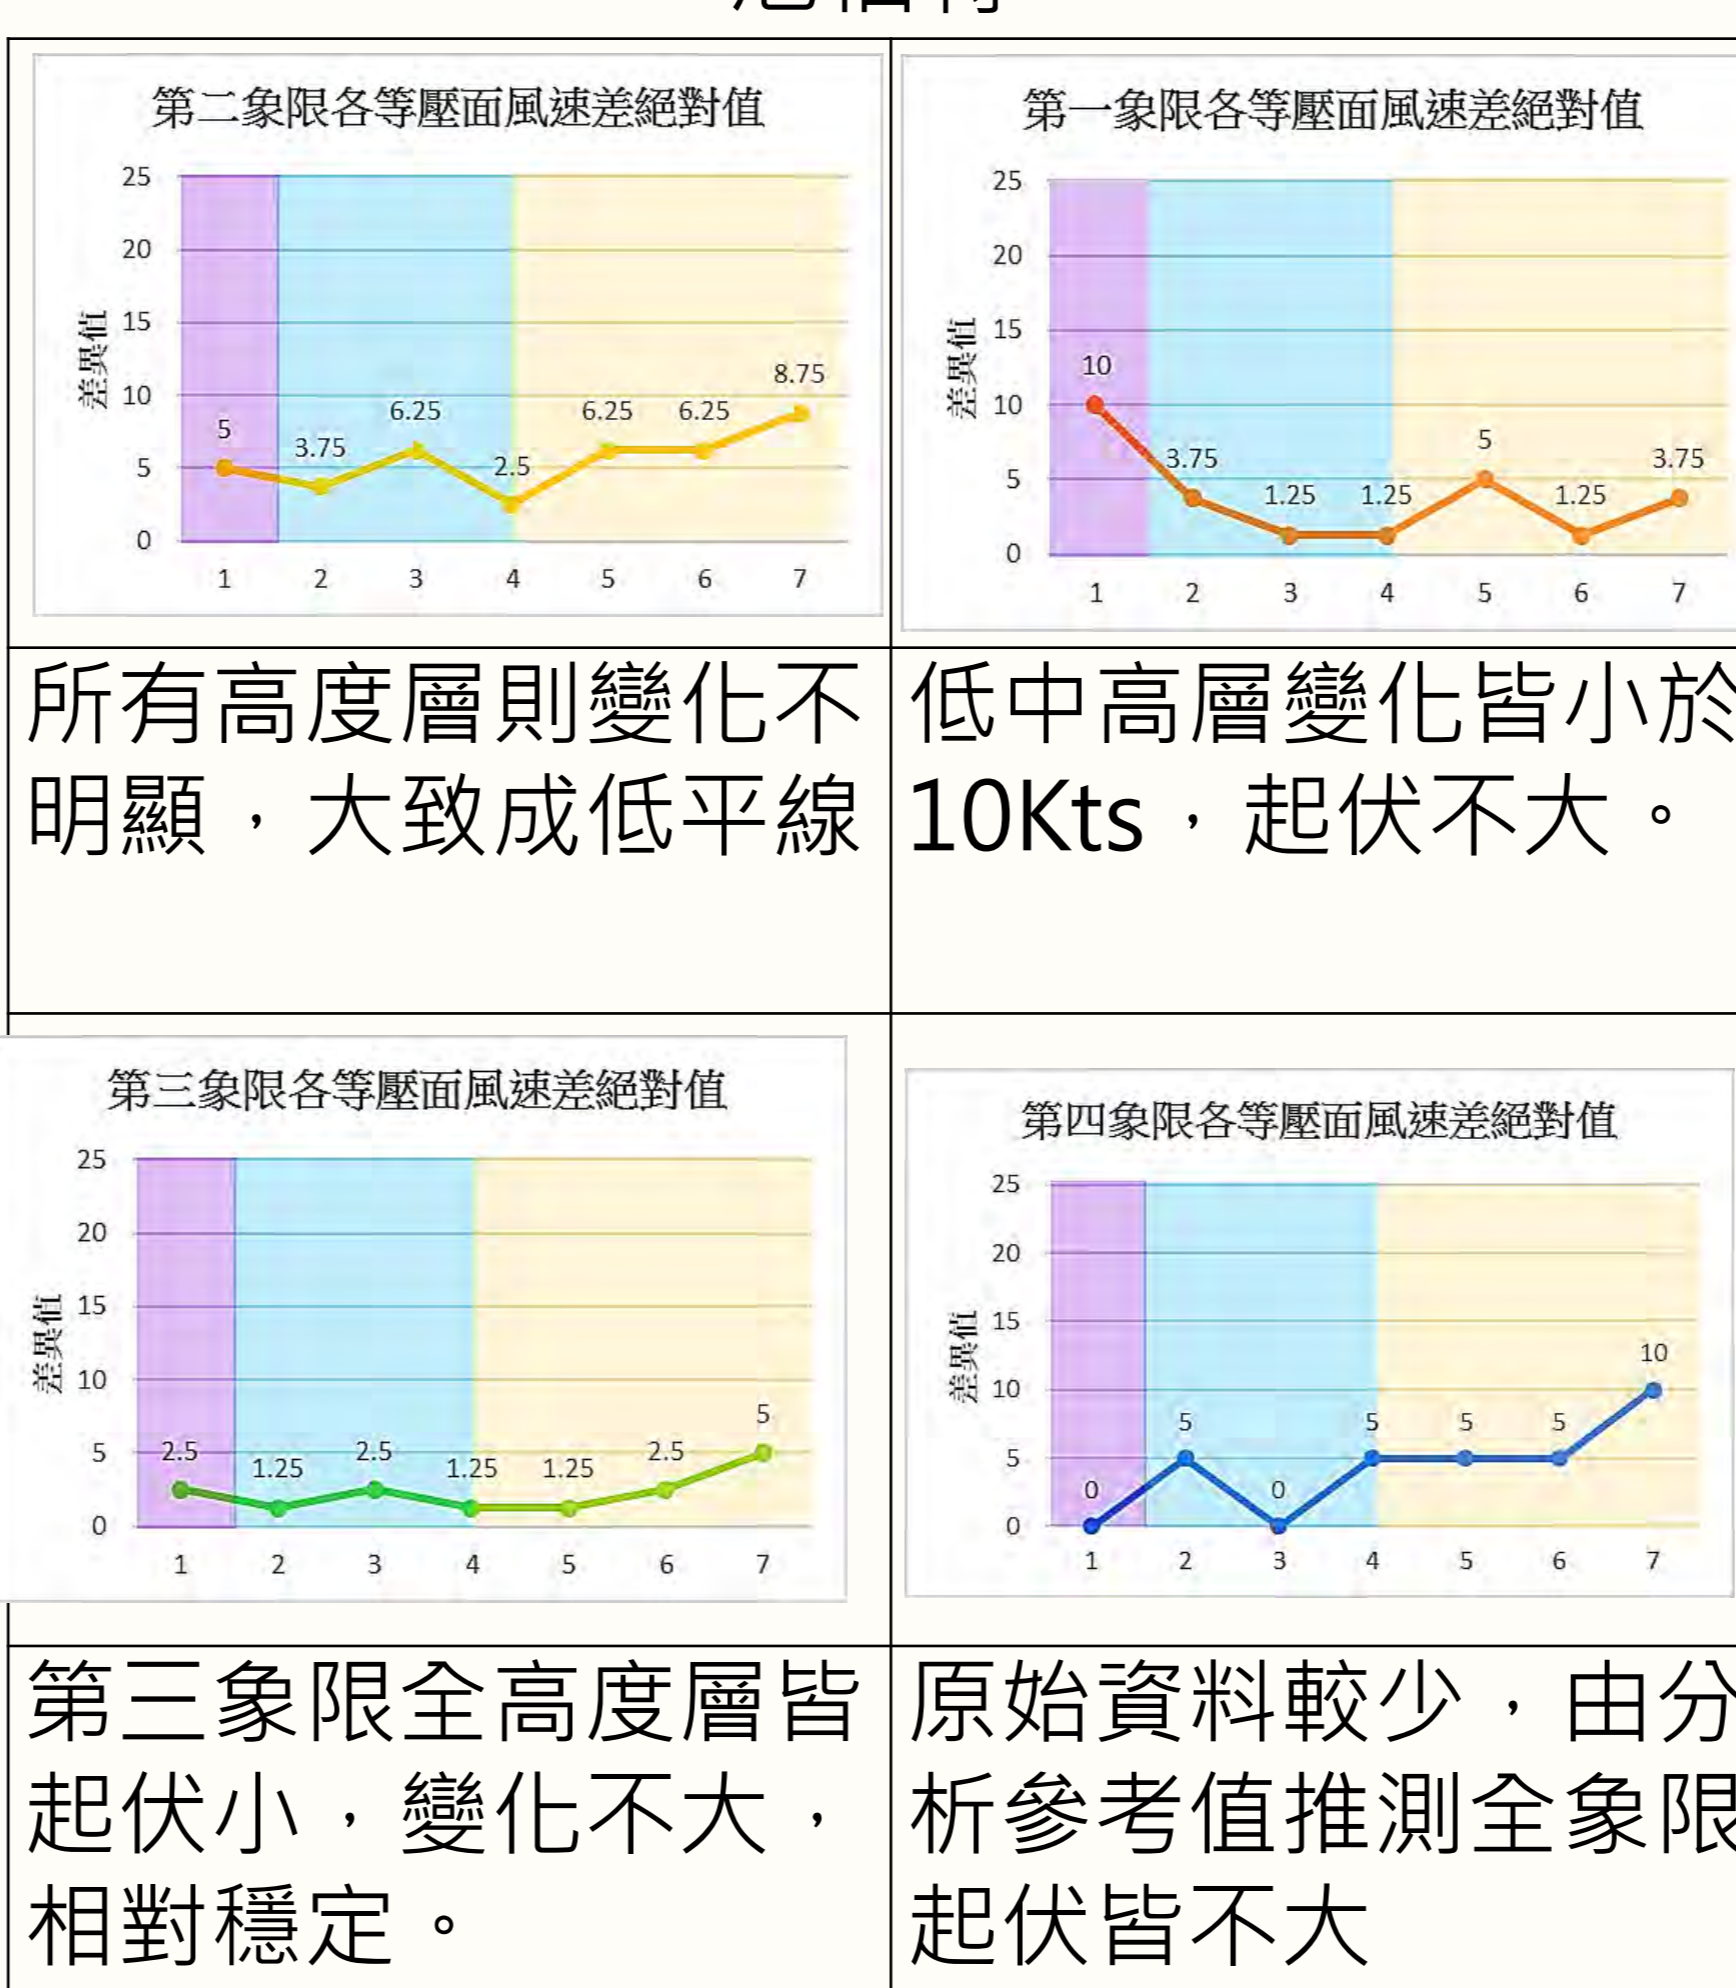 第二象限各等壓面風速差絕對值
差異值
25
20
15
10
5
0
5
3.75
6.25
2.5
6.25
6.25
8.75
1 2 3 4 5 6 7
第一象限各等壓面風速差絕對值
差異值
25
20
15
10
5
0
10
3.75
1.25
1.25
5
1.25
3.75
1 2 3 4 5 6 7
所有高度層則變化不
明顯，大致成低平線
低中高層變化皆小於
10Kts，起伏不大。
第三象限各等壓面風速差絕對值
差異值
25
20
15
10
5
0
2.5
1.25
2.5
1.25
1.25
2.5
5
1 2 3 4 5 6 7
第四象限各等壓面風速差絕對值
差異值
25
20
15
10
5
0
0
5
0
5
5
5
10
1 2 3 4 5 6 7
第三象限全高度層皆
起伏小，變化不大，
相對穩定。
原始資料較少，由分
析參考值推測全象限
起伏皆不大